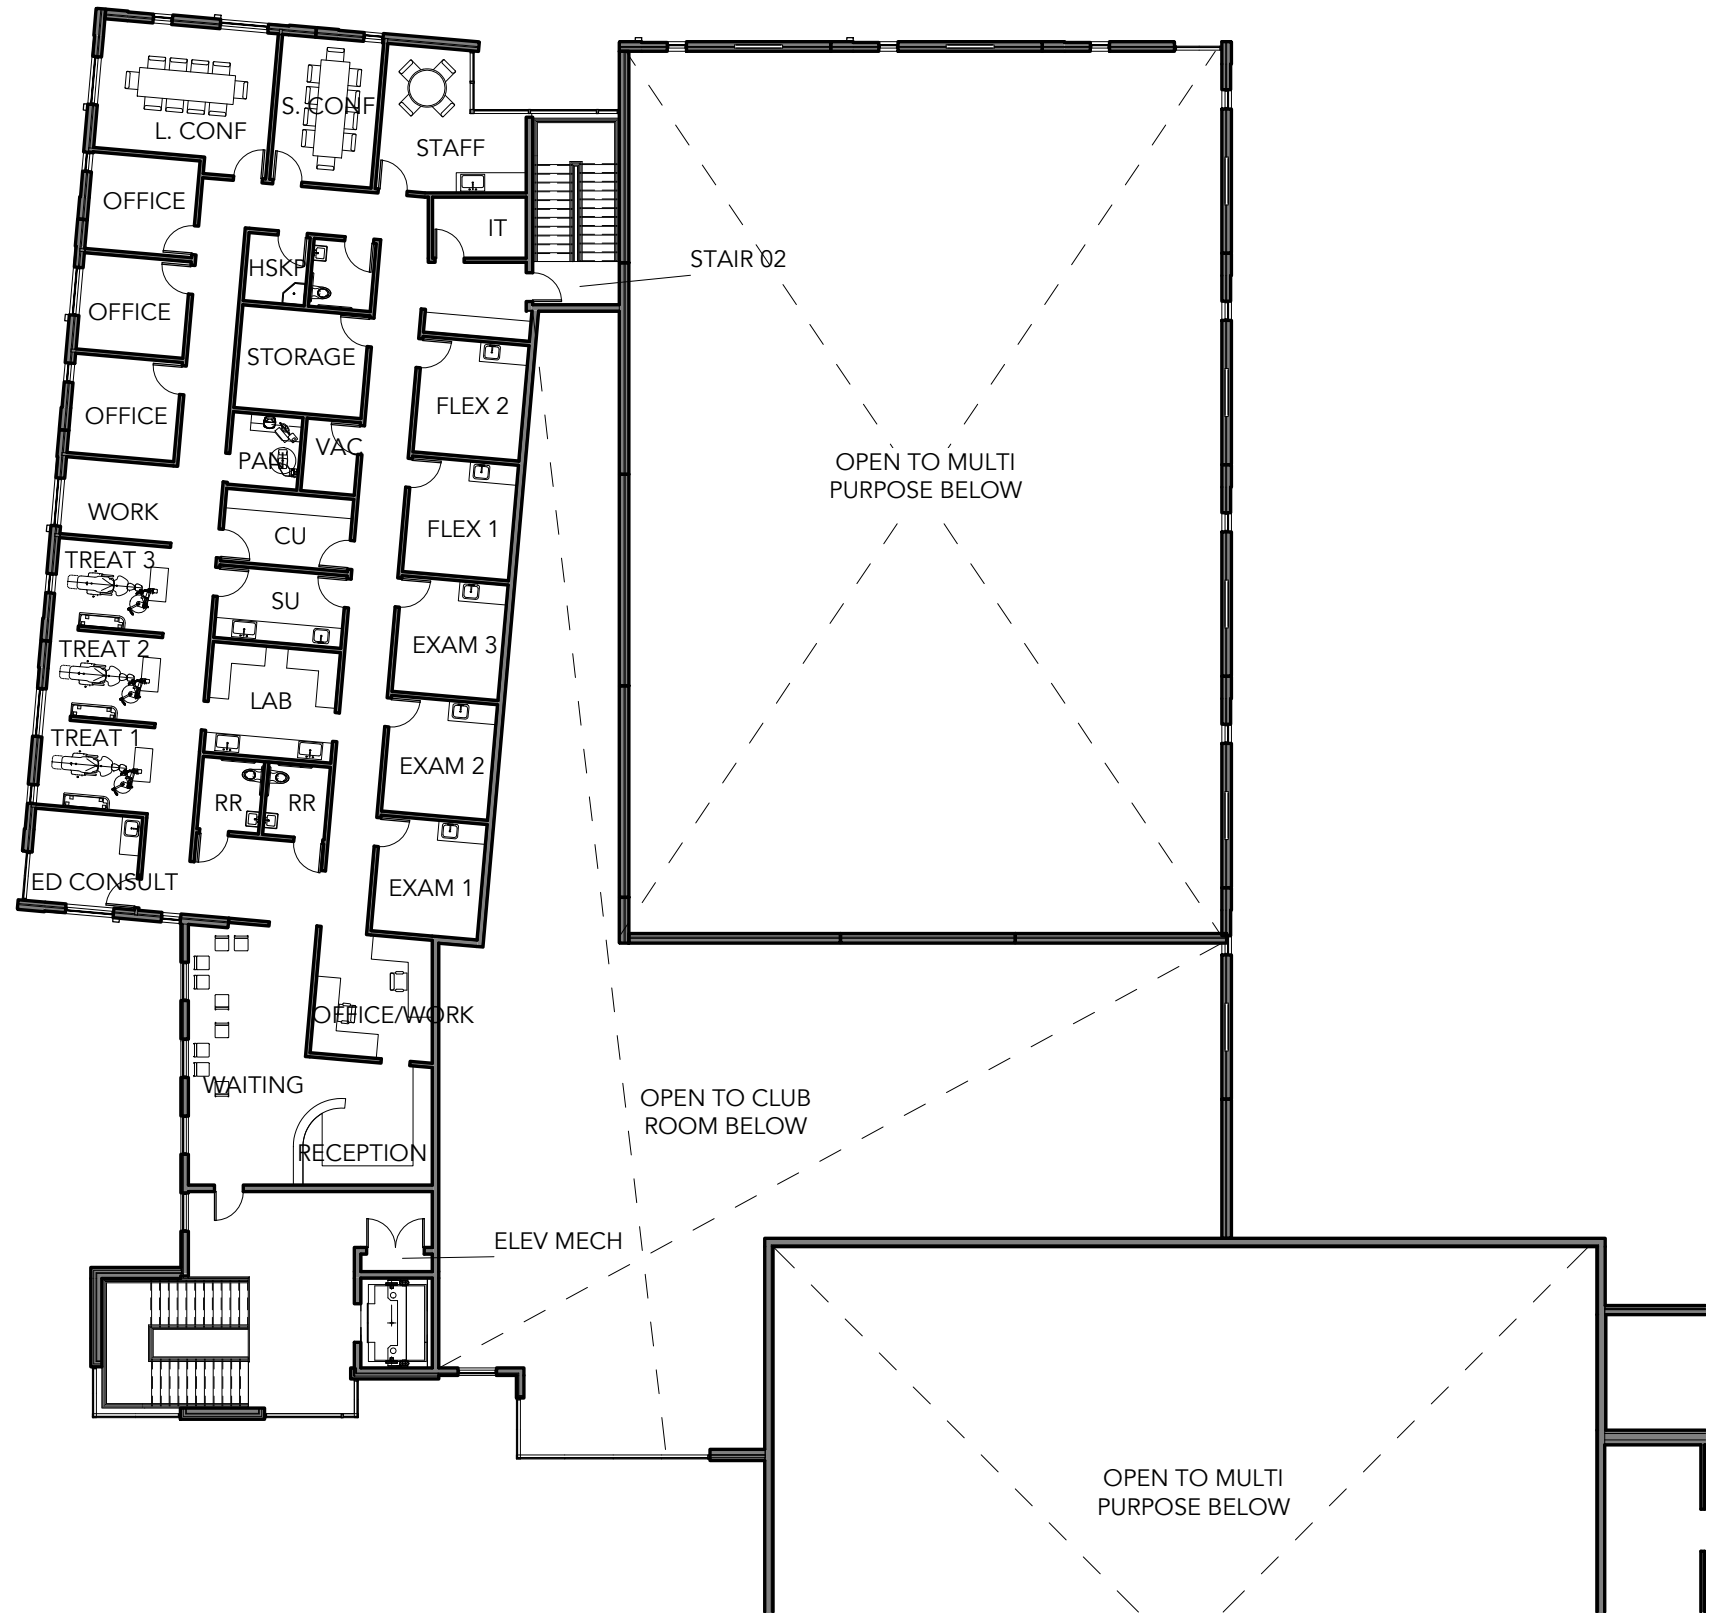 L. CONF
S. CONF
STAFF
OFFICE
IT
STAIR 02
HSKP
OFFICE
STORAGE
OFFICE
FLEX 2
PAN
VAC
OPEN TO MULTI
PURPOSE BELOW
WORK
CU
FLEX 1
TREAT 3
SU
EXAM 3
TREAT 2
LAB
TREAT 1
EXAM 2
RR
RR
ED CONSULT
EXAM 1
OFFICE/WORK
WAITING
OPEN TO CLUB
ROOM BELOW
RECEPTION
ELEV MECH
OPEN TO MULTI
PURPOSE BELOW